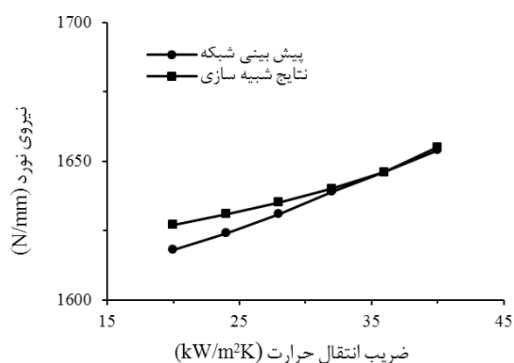 1700
پیش بینی شبکه
نتایج شبیه سازی
نیروی نورد (N/mm)
1650
1600
15
25
35
45
ضریب انتقال حرارت (kW/m²K)